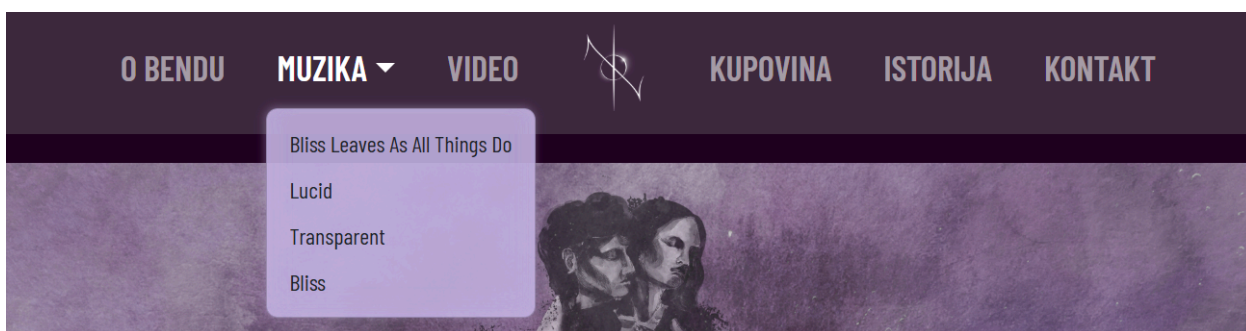 O BENDU MUZIKA VIDEO KUPOVINA ISTORIJA KONTAKT
Bliss Leaves As All Things Do
Lucid
Transparent
Bliss